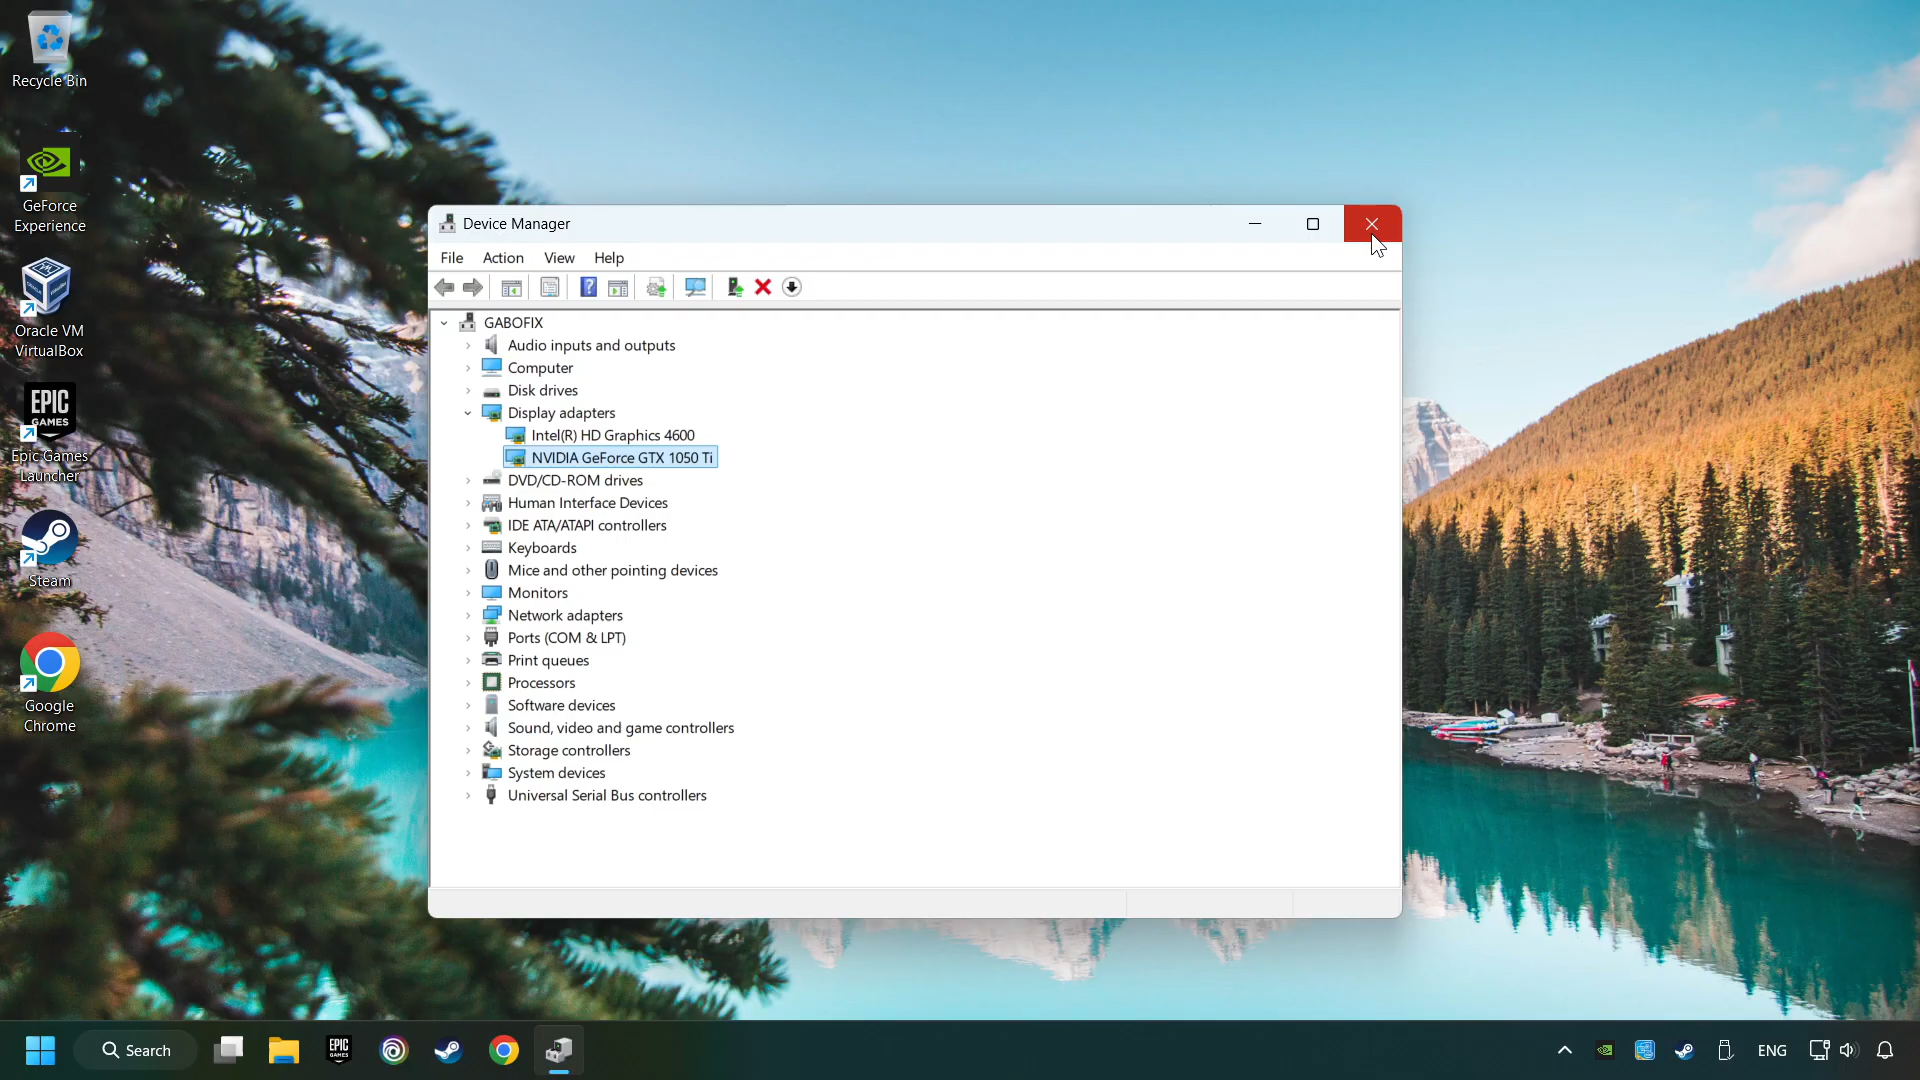 Recycle Bin
GeForce
Experience
Oracle VM
VirtualBox
EPIC
GAMES
Epic Games
Launcher
Steam
Google
Chrome
Device Manager
File Action View Help
GABOFIX
Audio inputs and outputs
Computer
Disk drives
Display adapters
Intel(R) HD Graphics 4600
NVIDIA GeForce GTX 1050 Ti
DVD/CD-ROM drives
Human Interface Devices
IDE ATA/ATAPI controllers
Keyboards
Mice and other pointing devices
Monitors
Network adapters
Ports (COM & LPT)
Print queues
Processors
Software devices
Sound, video and game controllers
Storage controllers
System devices
Universal Serial Bus controllers
Search
EPIC
GAMES
ENG